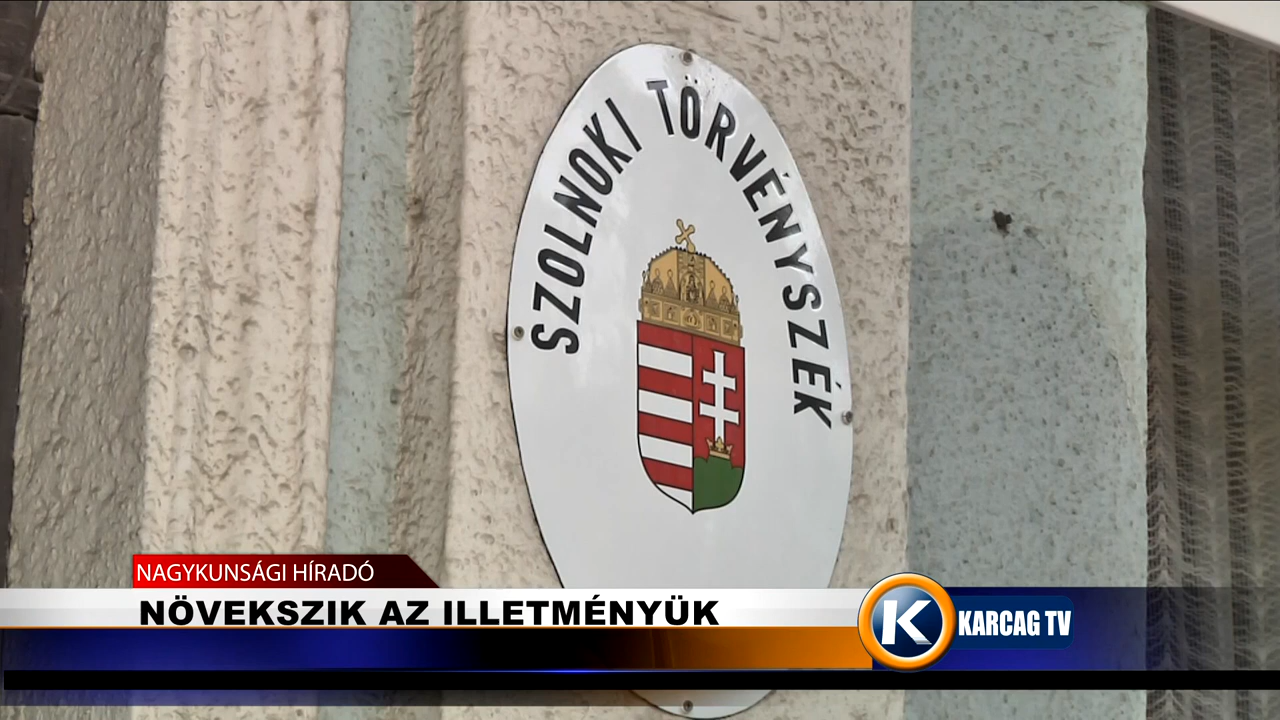 SZOLNOKI TÖRVÉNYSZÉK
NAGYKUNSÁGI HÍRADÓ
NÖVEKSZIK AZ ILLETMÉNYÜK
K KARCAG TV